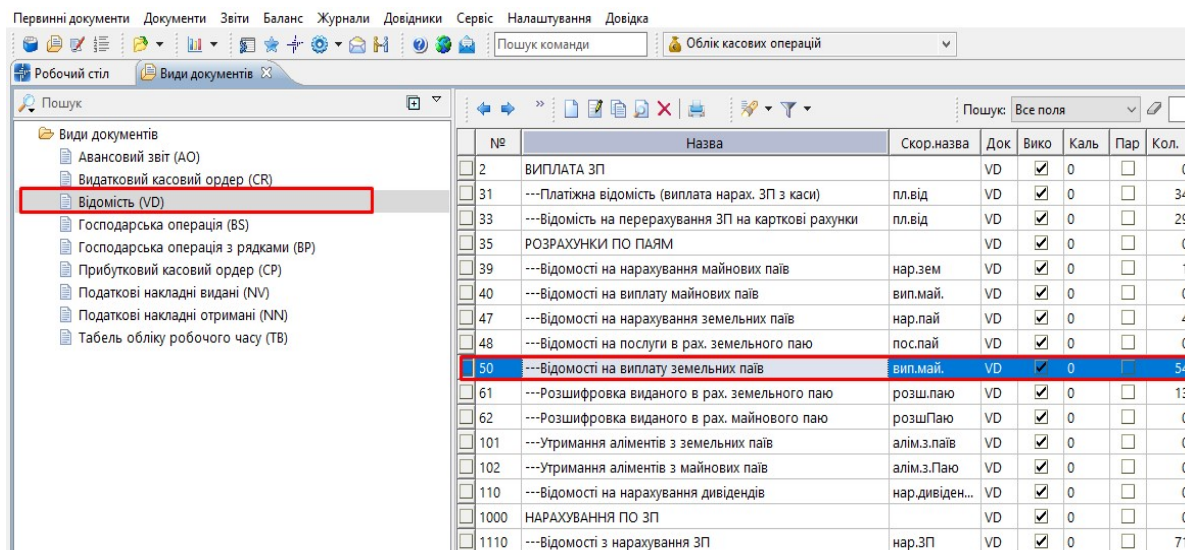 Первинні документи Документи Звіти Баланс Журнали Довідники Сервіс Налаштування Довідка
Пошук команди Облік касових операцій
Робочий стіл Види документів
Пошук Пошук: Все поля
Види документів
Авансовий звіт (AO)
Видатковий касовий ордер (CR)
Відомість (VD)
Господарська операція (BS)
Господарська операція з рядками (BP)
Прибутковий касовий ордер (CP)
Податкові накладні видані (NV)
Податкові накладні отримані (NN)
Табель обліку робочого часу (TB)
№ Назва Скор.назва Док Вико Каль Пар Кол.
2 ВИПЛАТА ЗП VD 0
31 ---Платіжна відомість (виплата нарах. ЗП з каси) пл.від VD 0 34
33 ---Відомість на перерахування ЗП на карткові рахунки пл.від VD 0 29
35 РОЗРАХУНКИ ПО ПАЯМ VD 0
39 ---Відомості на нарахування майнових паїв нар.зем VD 0
40 ---Відомості на виплату майнових паїв вип.май. VD 0
47 ---Відомості на нарахування земельних паїв нар.пай VD 0
48 ---Відомості на послуги в рах. земельного паю пос.пай VD 0
50 ---Відомості на виплату земельних паїв вип.май. VD 0 54
61 ---Розшифровка виданого в рах. земельного паю розш.паю VD 0 13
62 ---Розшифровка виданого в рах. майнового паю розшПаю VD 0
101 ---Утримання аліментів з земельних паїв алім.з.паїв VD 0
102 ---Утримання аліментів з майнових паїв алім.з.Паю VD 0
110 ---Відомості на нарахування дивідендів нар.дивіден... VD 0
1000 НАРАХУВАННЯ ПО ЗП VD 0
1110 ---Відомості з нарахування ЗП нар.ЗП VD 0 71